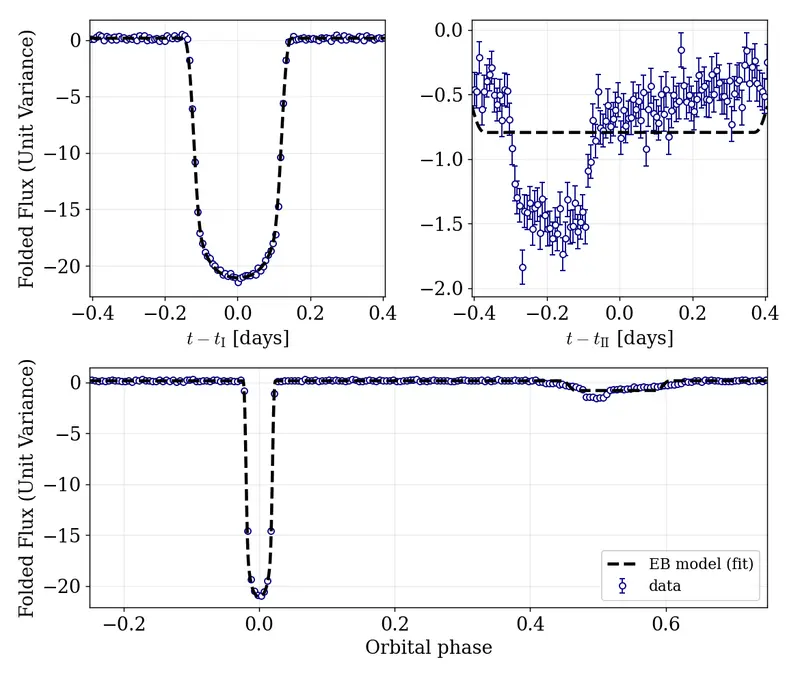 Folded Flux (Unit Variance)
0
−5
−10
−15
−20
−0.4 −0.2 0.0 0.2 0.4
t − tI [days]
0.0
−0.5
−1.0
−1.5
−2.0
−0.4 −0.2 0.0 0.2 0.4
t − tII [days]
Folded Flux (Unit Variance)
0
−5
−10
−15
−20
EB model (fit)
data
−0.2 0.0 0.2 0.4 0.6
Orbital phase